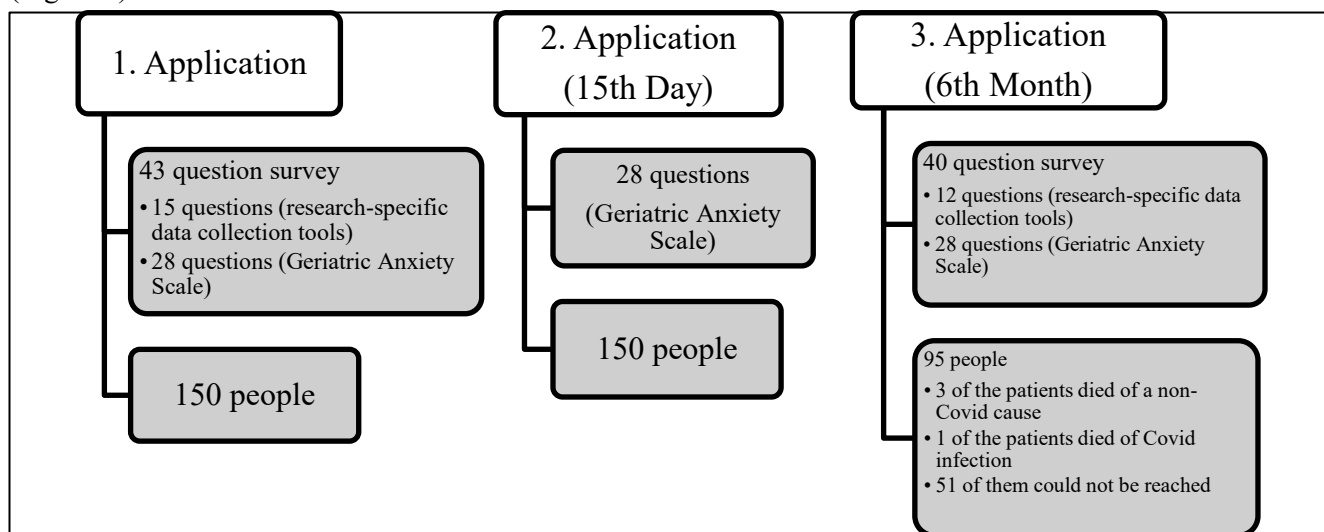 1. Application
43 question survey
• 15 questions (research-specific
data collection tools)
• 28 questions (Geriatric Anxiety
Scale)
150 people
2. Application
(15th Day)
28 questions
(Geriatric Anxiety
Scale)
150 people
3. Application
(6th Month)
40 question survey
• 12 questions (research-specific data
collection tools)
• 28 questions (Geriatric Anxiety
Scale)
95 people
• 3 of the patients died of a non-
Covid cause
• 1 of the patients died of Covid
infection
• 51 of them could not be reached